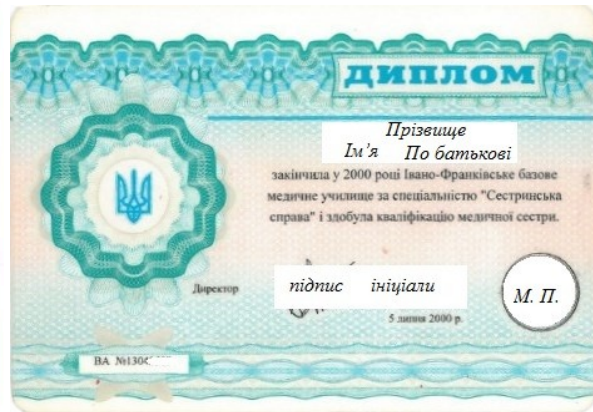 ДИПЛОМ
Прізвище
Ім’я По батькові
закінчила у 2000 році Івано-Франківське базове
медичне училище за спеціальністю "Сестринська
справа" і здобула кваліфікацію медичної сестри.
Директор підпис ініціали
М. П.
5 липня 2000 р.
ВА